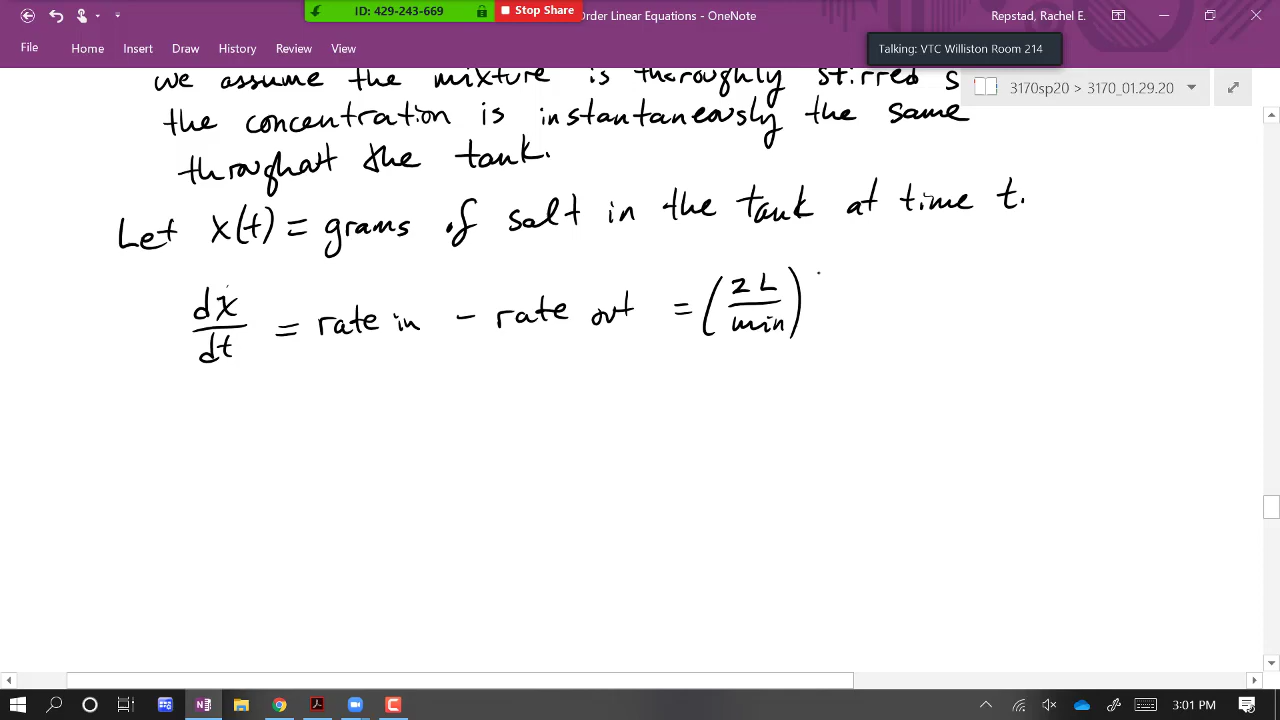 ID: 429-243-669
Stop Share
Order Linear Equations - OneNote
Repstad, Rachel E.
File
Home
Insert
Draw
History
Review
View
Talking: VTC Williston Room 214
3170sp20 > 3170_01.29.20
we assume the mixture is thoroughly stirred s
the concentration is instantaneously the same
throughout the tank.
Let x(t) = grams of salt in the tank at time t.
dx/dt = rate in - rate out = (2 L/min)
3:01 PM